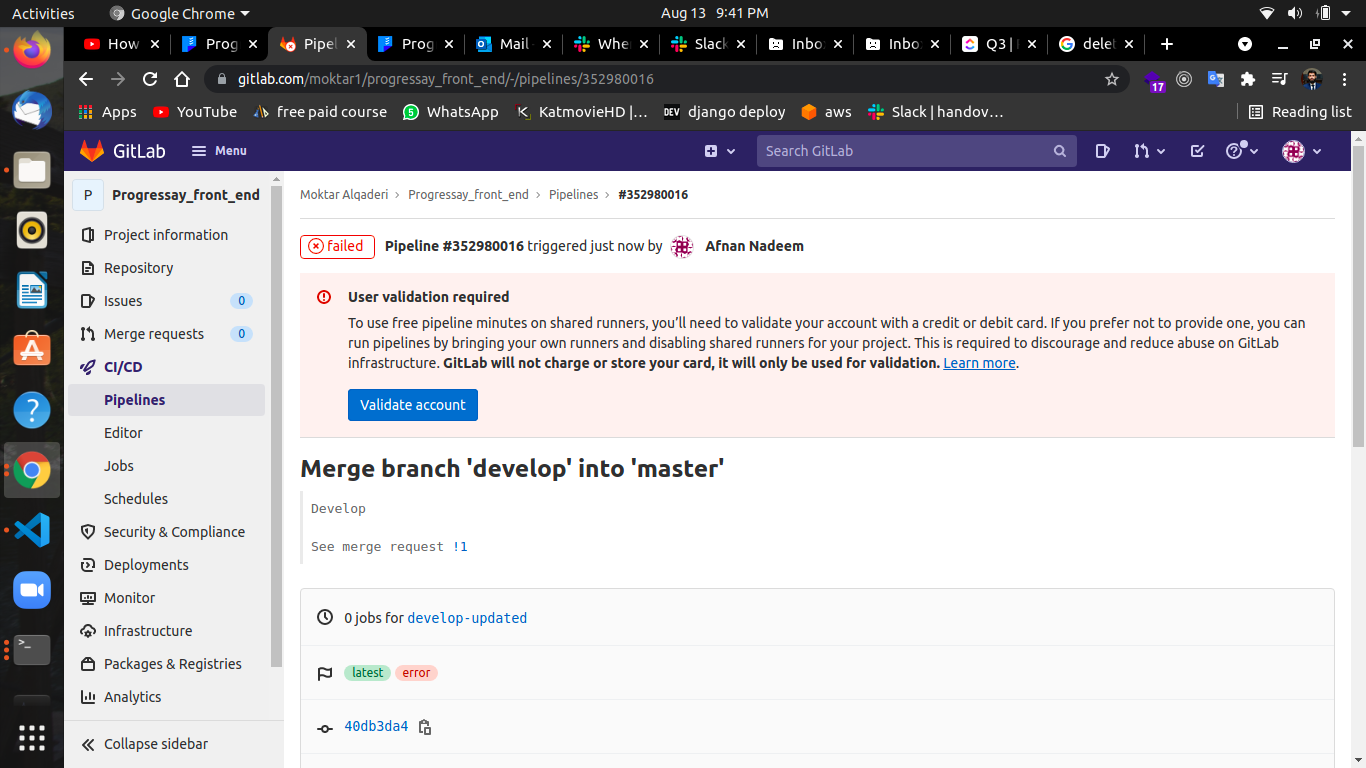 Activities Google Chrome Aug 13 9:41 PM
How Prog Pipel Prog Mail - Whe Slack Inbo Inbo Q3 | delet
gitlab.com/moktar1/progressay_front_end/-/pipelines/352980016 17
Apps YouTube free paid course WhatsApp KatmovieHD |... DEV django deploy aws Slack | handov... Reading list
GitLab Menu Search GitLab
P Progressay_front_end
Moktar Alqaderi › Progressay_front_end › Pipelines › #352980016
Project information
Repository
Issues 0
Merge requests 0
CI/CD
Pipelines
Editor
Jobs
Schedules
Security & Compliance
Deployments
Monitor
Infrastructure
Packages & Registries
Analytics
Collapse sidebar
failed Pipeline #352980016 triggered just now by Afnan Nadeem
User validation required
To use free pipeline minutes on shared runners, you’ll need to validate your account with a credit or debit card. If you prefer not to provide one, you can
run pipelines by bringing your own runners and disabling shared runners for your project. This is required to discourage and reduce abuse on GitLab
infrastructure. GitLab will not charge or store your card, it will only be used for validation. Learn more.
Validate account
Merge branch 'develop' into 'master'
Develop
See merge request !1
0 jobs for develop-updated
latest error
40db3da4